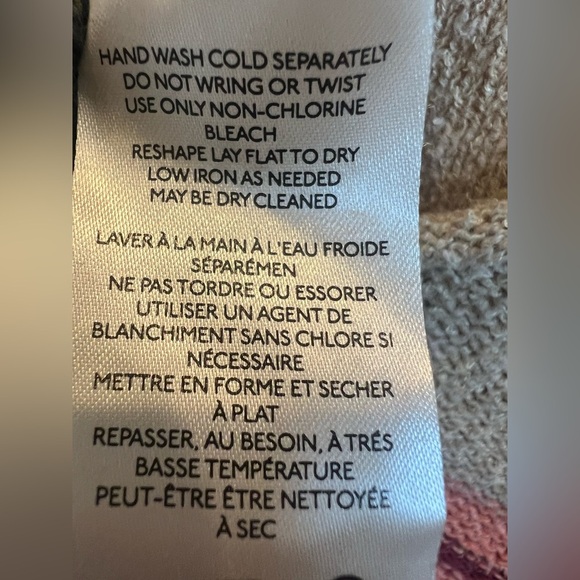 HAND WASH COLD SEPARATELY
DO NOT WRING OR TWIST
USE ONLY NON-CHLORINE
BLEACH
RESHAPE LAY FLAT TO DRY
LOW IRON AS NEEDED
MAY BE DRY CLEANED
LAVER À LA MAIN À L'EAU FROIDE
SÉPARÉMEN
NE PAS TORDRE OU ESSORER
UTILISER UN AGENT DE
BLANCHIMENT SANS CHLORE SI
NÉCESSAIRE
METTRE EN FORME ET SECHER
À PLAT
REPASSER, AU BESOIN, À TRÉS
BASSE TEMPÉRATURE
PEUT-ÊTRE ÊTRE NETTOYÉE
À SEC